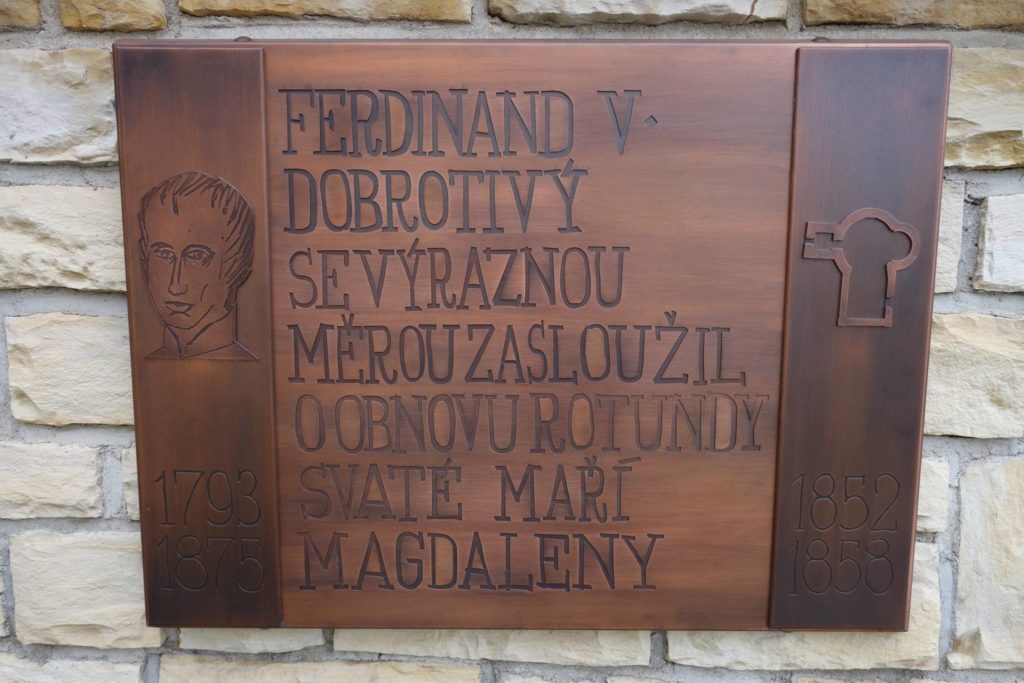 FERDINAND V.
DOBROTIVÝ
SE VÝRAZNOU
MĚROU ZASLOUŽIL
O OBNOVU ROTUNDY
SVATÉ MAŘÍ
MAGDALENY
1793
1875
1852
1858